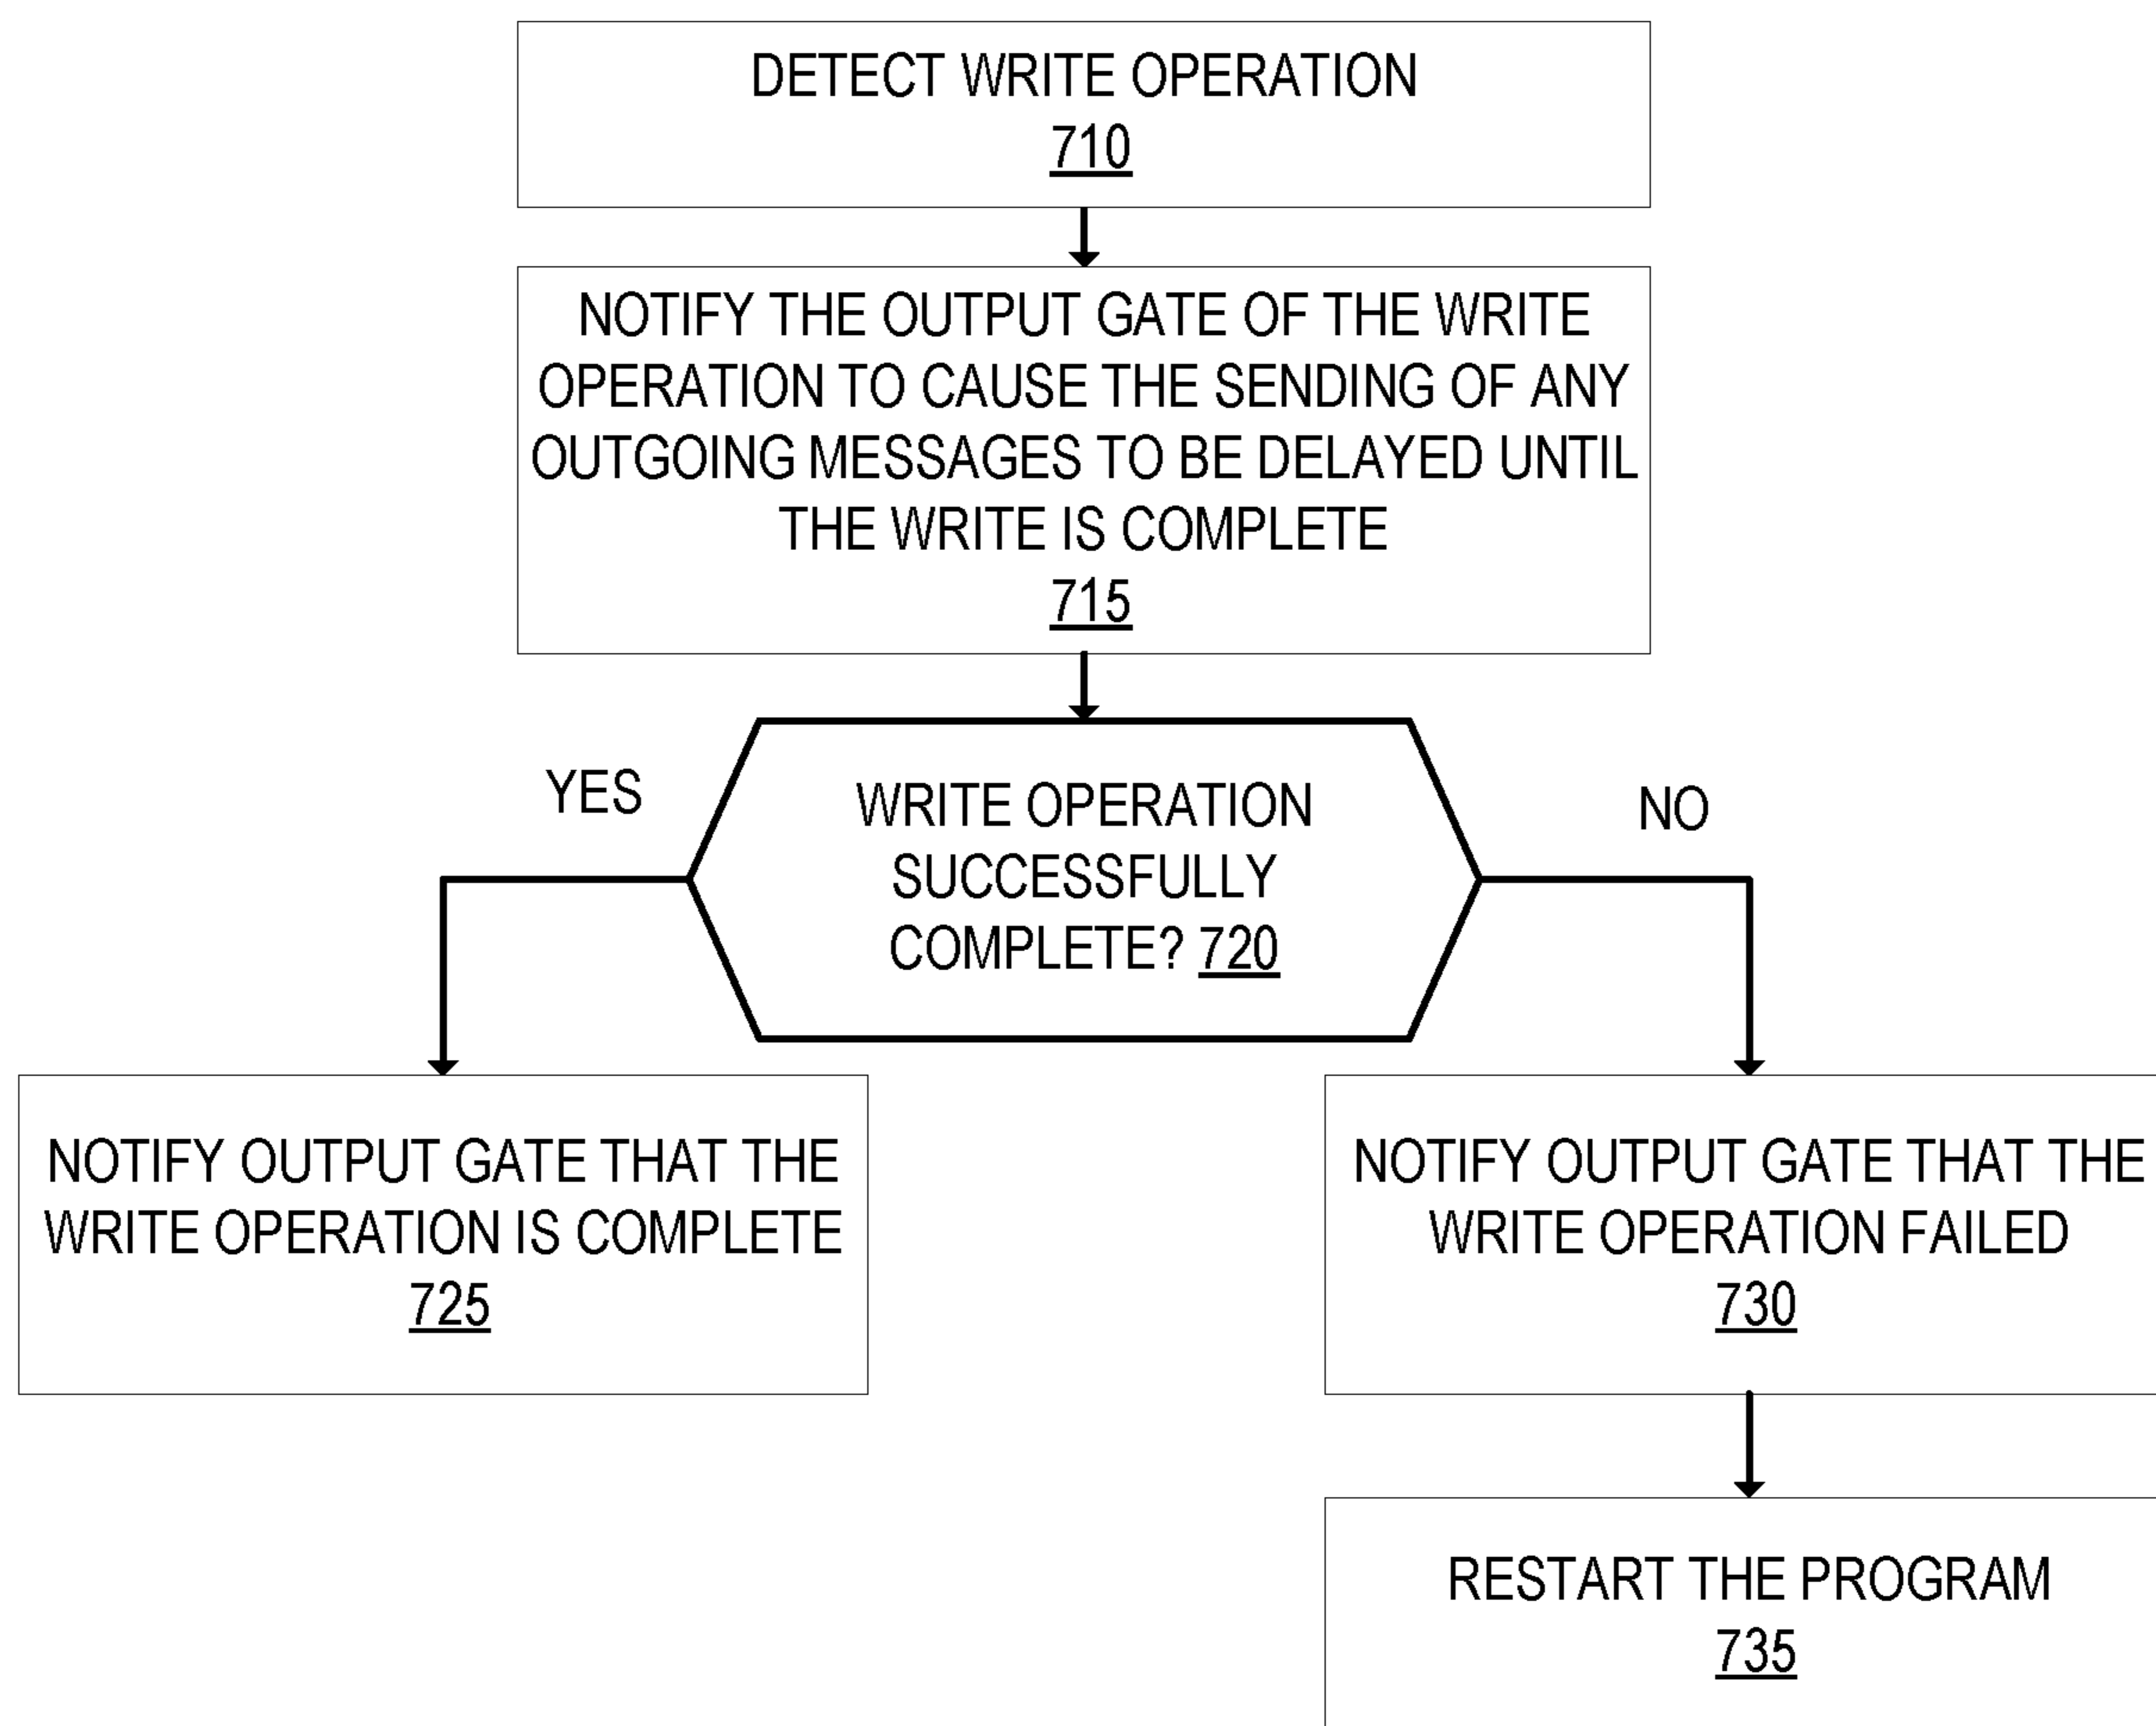 DETECT WRITE OPERATION
710
NOTIFY THE OUTPUT GATE OF THE WRITE
OPERATION TO CAUSE THE SENDING OF ANY
OUTGOING MESSAGES TO BE DELAYED UNTIL
THE WRITE IS COMPLETE
715
WRITE OPERATION
SUCCESSFULLY
COMPLETE? 720
YES
NO
NOTIFY OUTPUT GATE THAT THE
WRITE OPERATION IS COMPLETE
725
NOTIFY OUTPUT GATE THAT THE
WRITE OPERATION FAILED
730
RESTART THE PROGRAM
735